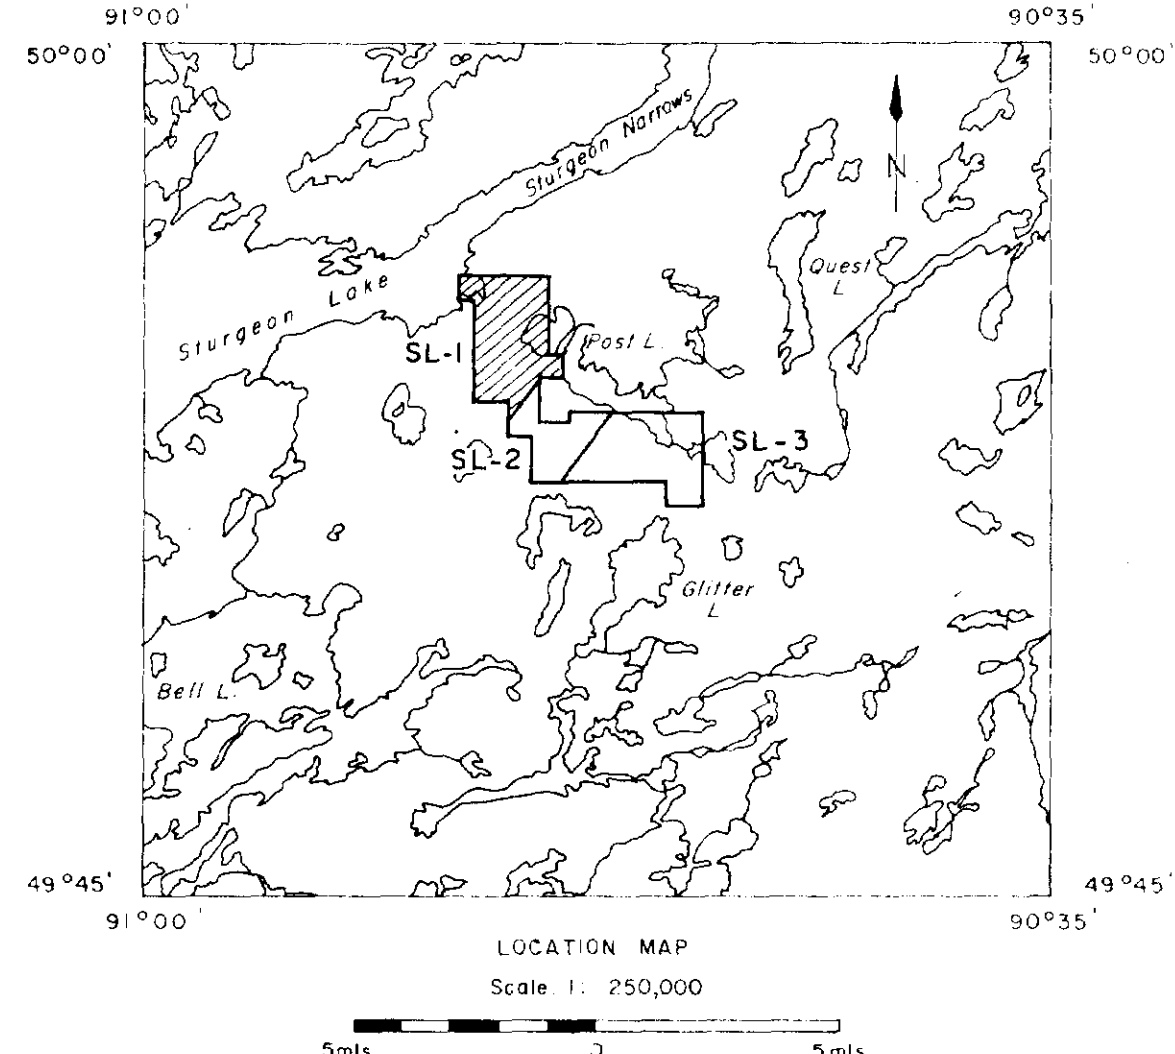 91°00'
90°35'
50°00'
50°00'
Sturgeon Narrows
N
Quest
L
Sturgeon Lake
Post L.
SL-1
SL-2
SL-3
Glitter
L
Bell L.
49°45'
49°45'
91°00'
90°35'
LOCATION MAP
Scale 1: 250,000
5mls 0 5mls